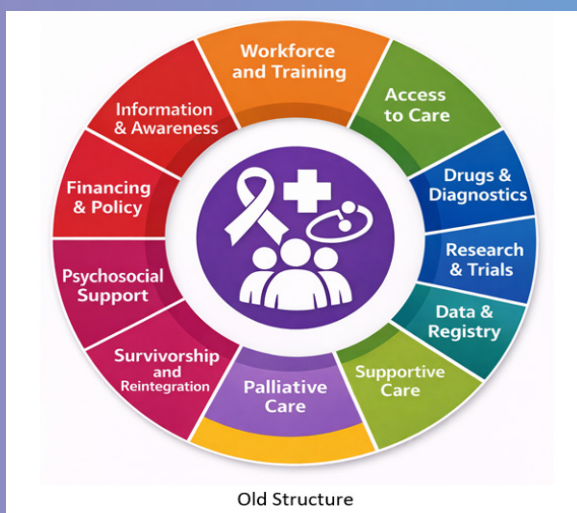 Workforce
and Training
Access
to Care
Drugs &
Diagnostics
Research
& Trials
Data &
Registry
Supportive
Care
Palliative
Care
Survivorship
and
Reintegration
Psychosocial
Support
Financing
& Policy
Information
& Awareness
Old Structure